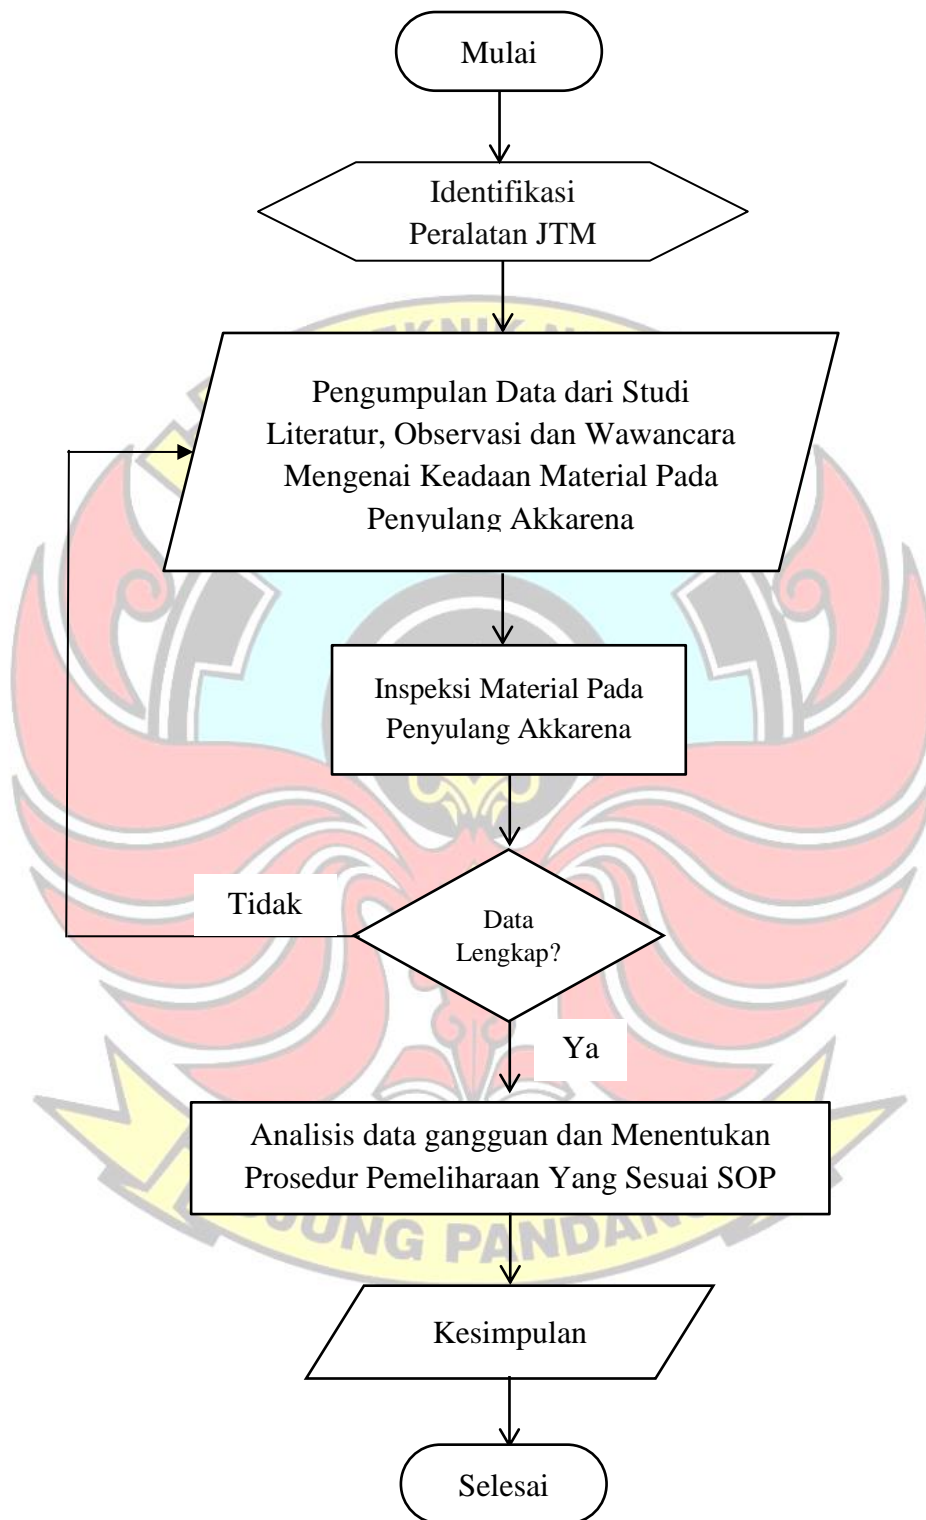 Mulai
Identifikasi
Peralatan JTM
Pengumpulan Data dari Studi
Literatur, Observasi dan Wawancara
Mengenai Keadaan Material Pada
Penyulang Akkarena
Inspeksi Material Pada
Penyulang Akkarena
Tidak
Data
Lengkap?
Ya
Analisis data gangguan dan Menentukan
Prosedur Pemeliharaan Yang Sesuai SOP
UJUNG PANDANG
Kesimpulan
Selesai